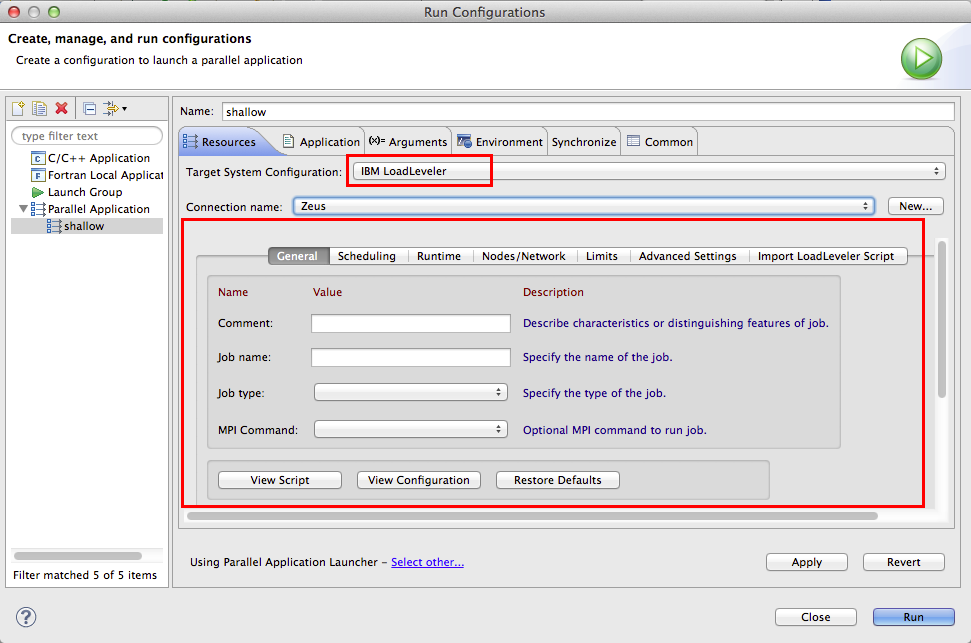 Run Configurations
Create, manage, and run configurations
Create a configuration to launch a parallel application
type filter text
C/C++ Application
Fortran Local Applicat
Launch Group
Parallel Application
shallow
Filter matched 5 of 5 items
Name: shallow
Resources Application (x)= Arguments Environment Synchronize Common
Target System Configuration: IBM LoadLeveler
Connection name: Zeus New...
General Scheduling Runtime Nodes/Network Limits Advanced Settings Import LoadLeveler Script
Name Value Description
Comment: Describe characteristics or distinguishing features of job.
Job name: Specify the name of the job.
Job type: Specify the type of the job.
MPI Command: Optional MPI command to run job.
View Script View Configuration Restore Defaults
Using Parallel Application Launcher – Select other...
Apply Revert
? Close Run